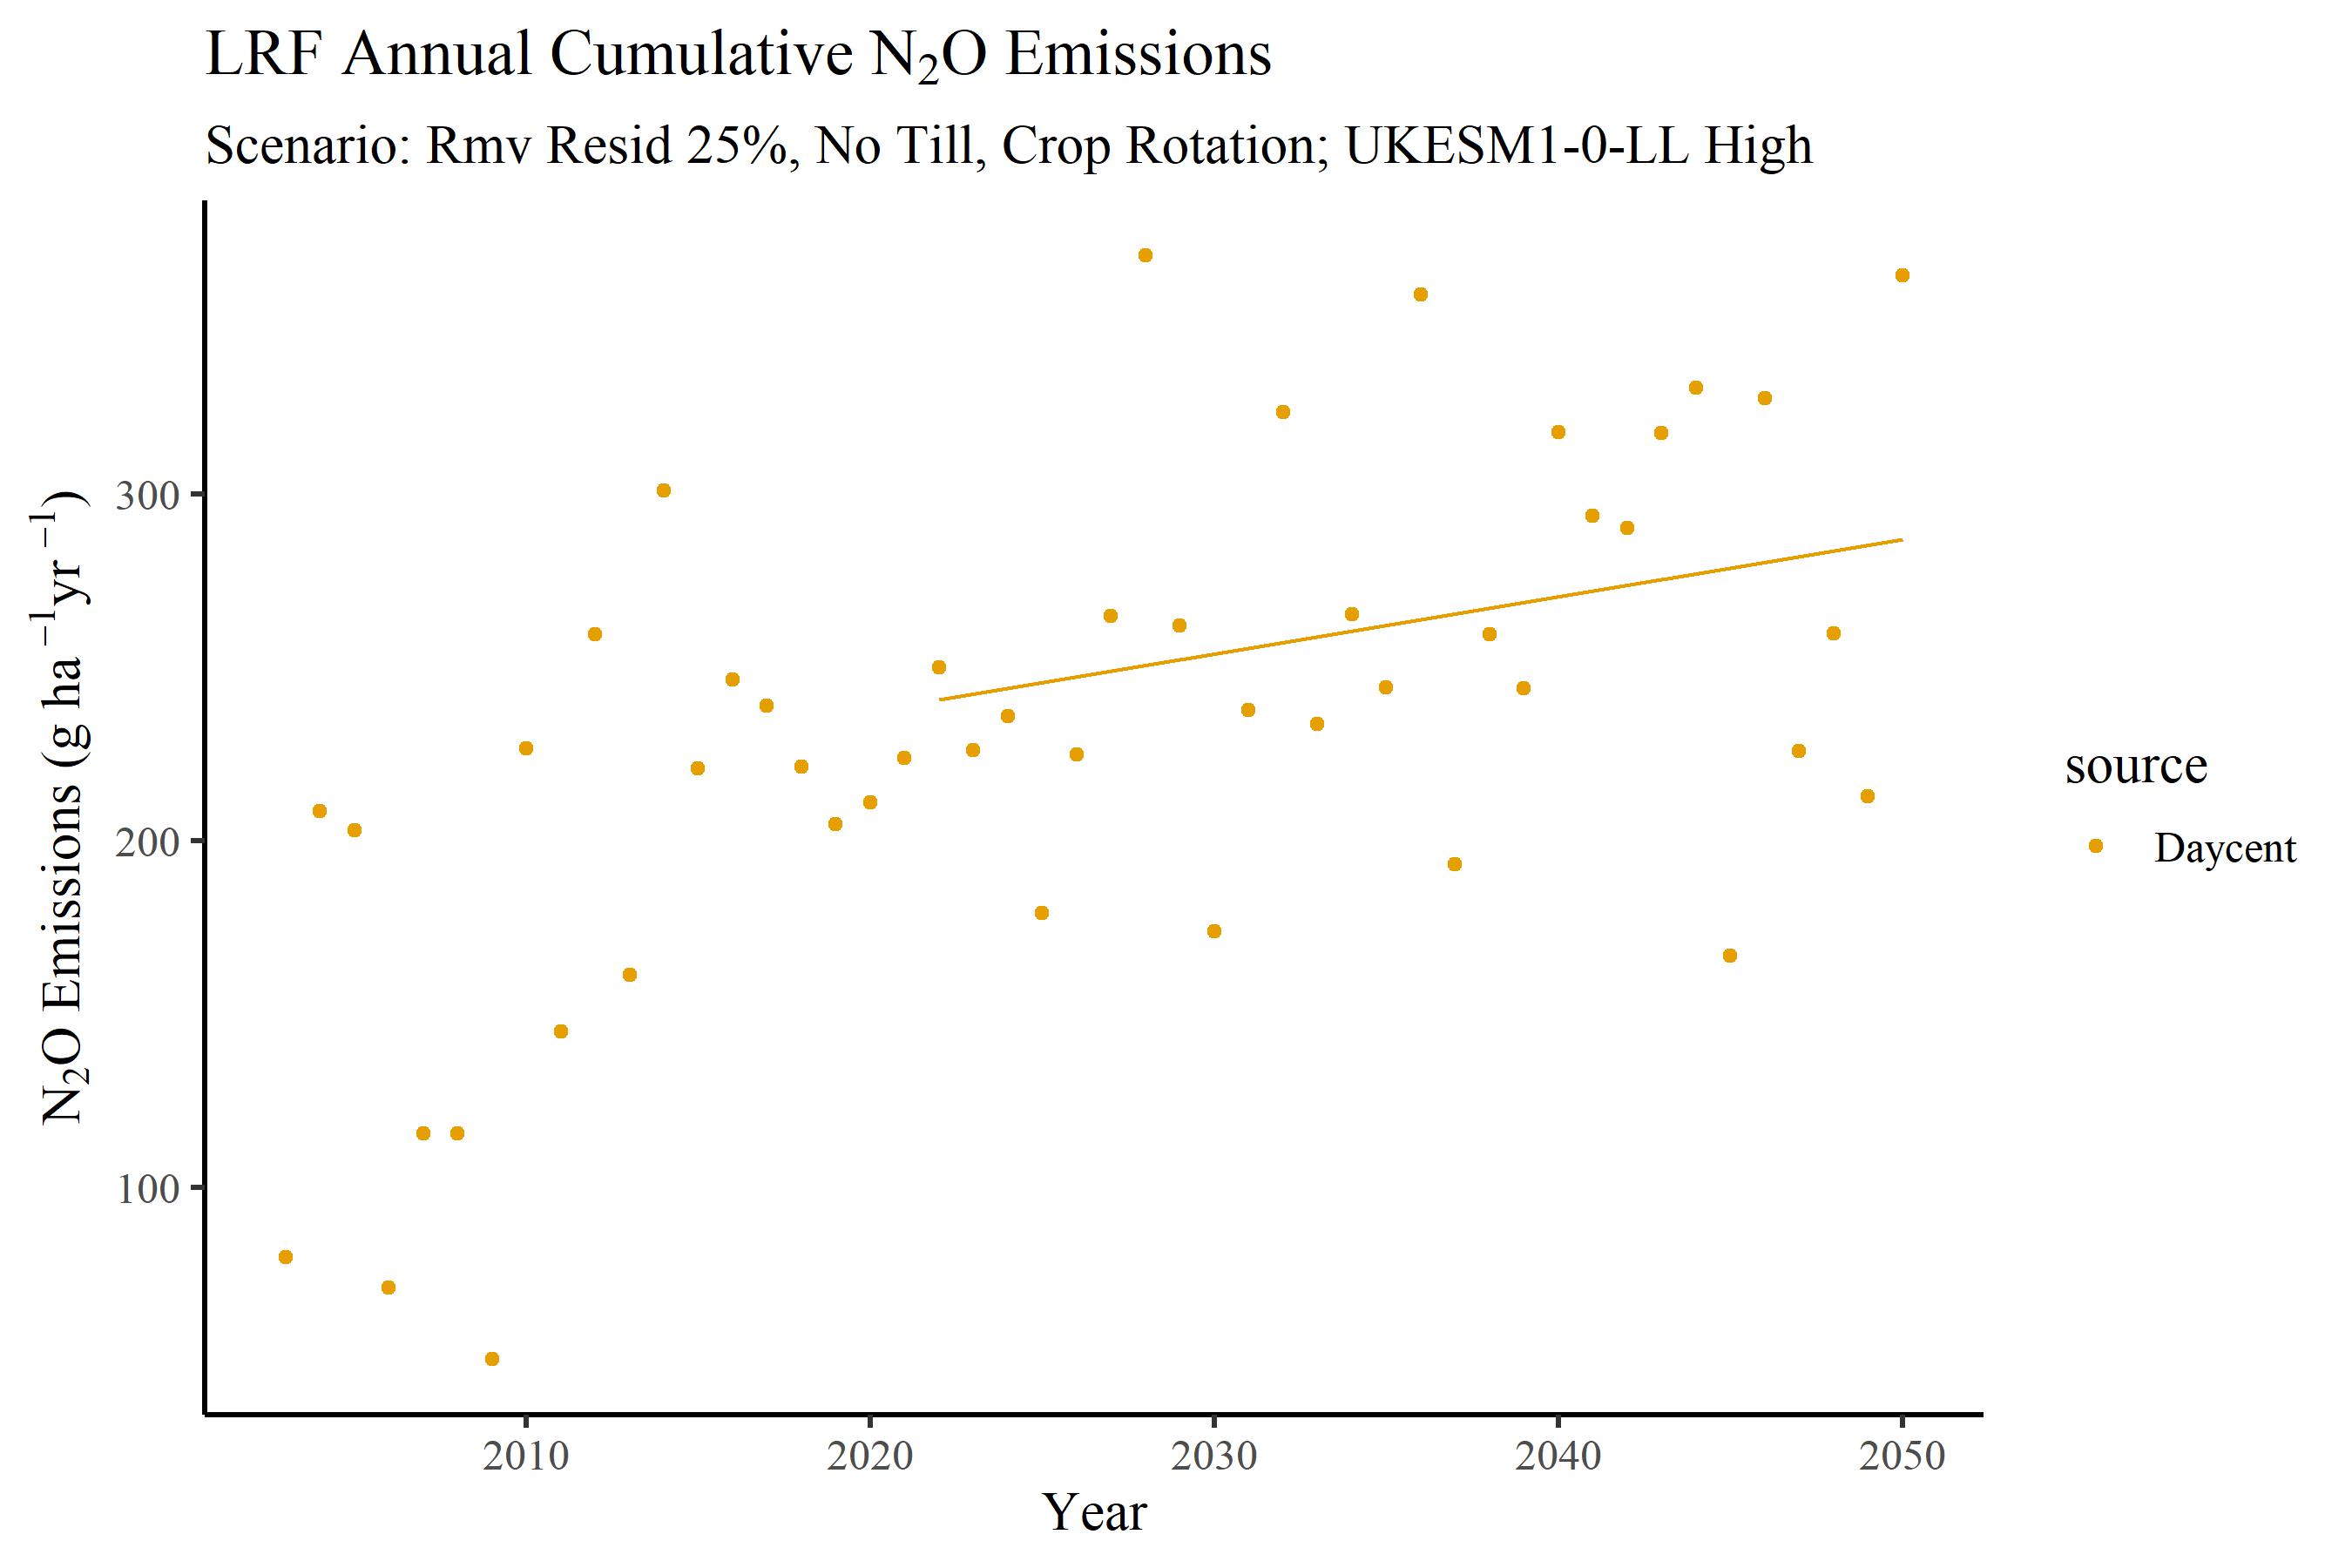 LRF Annual Cumulative N₂O Emissions
Scenario: Rmv Resid 25%, No Till, Crop Rotation; UKESM1-0-LL High
N₂O Emissions (g ha ⁻¹yr ⁻¹)
300
200
100
2010 2020 2030 2040 2050
Year
source
Daycent